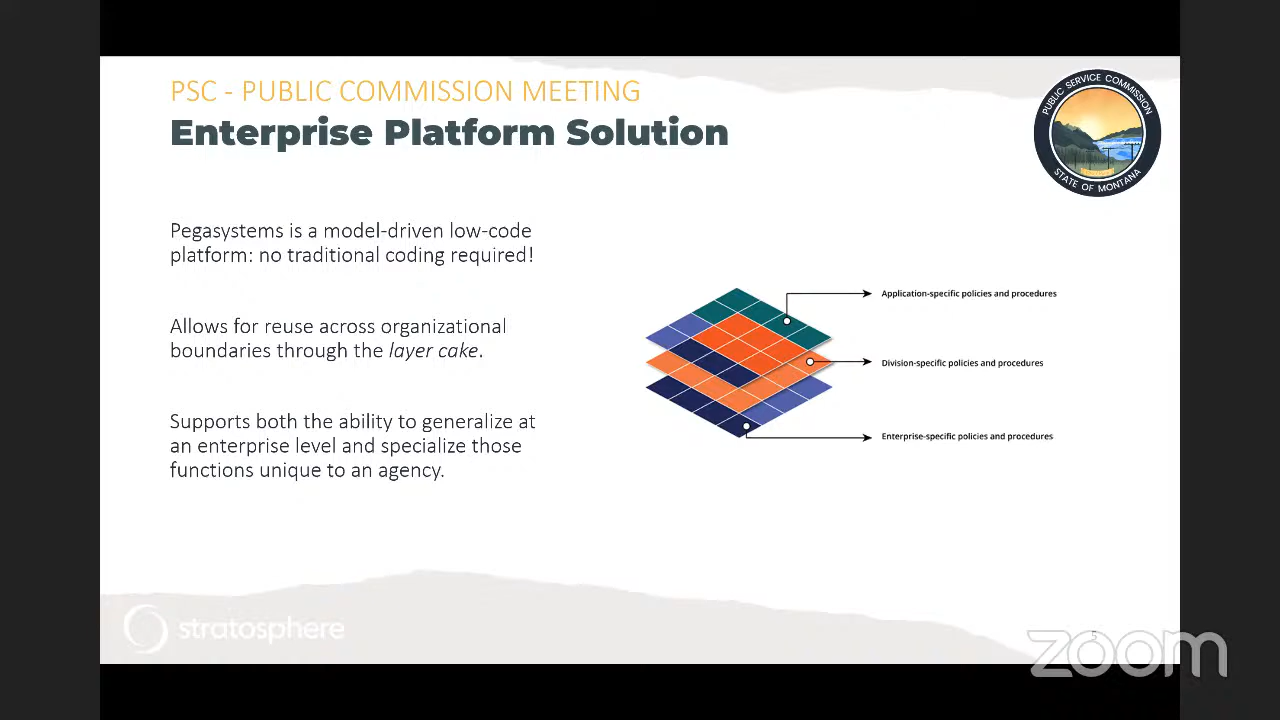 PSC - PUBLIC COMMISSION MEETING
Enterprise Platform Solution
PUBLIC SERVICE COMMISSION
STATE OF MONTANA
Pegasystems is a model-driven low-code
platform: no traditional coding required!
Allows for reuse across organizational
boundaries through the layer cake.
Supports both the ability to generalize at
an enterprise level and specialize those
functions unique to an agency.
Application-specific policies and procedures
Division-specific policies and procedures
Enterprise-specific policies and procedures
stratosphere
5
zoom